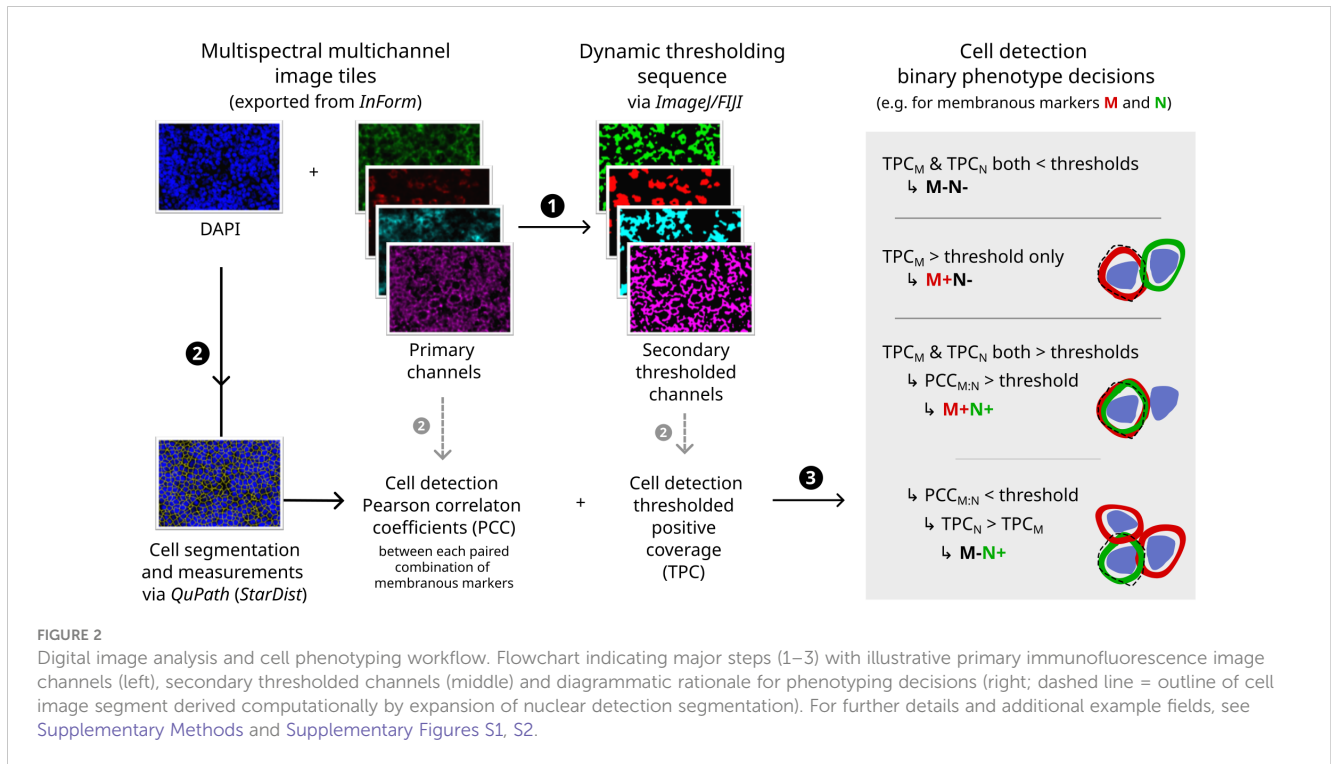 Multispectral multichannel
image tiles
(exported from InForm)
DAPI
+
Primary
channels
1
Dynamic thresholding
sequence
via ImageJ/FIJI
Secondary
thresholded
channels
2
2
2
Cell segmentation
and measurements
via QuPath (StarDist)
Cell detection
Pearson correlaton
coefficients (PCC)
between each paired
combination of
membranous markers
+
Cell detection
thresholded
positive
coverage
(TPC)
3
Cell detection
binary phenotype decisions
(e.g. for membranous markers M and N)
TPCM & TPCN both < thresholds
↳ M-N-
TPCM > threshold only
↳ M+N-
TPCM & TPCN both > thresholds
↳ PCCM:N > threshold
↳ M+N+
↳ PCCM:N < threshold
↳ TPCN > TPCM
↳ M-N+
FIGURE 2
Digital image analysis and cell phenotyping workflow. Flowchart indicating major steps (1–3) with illustrative primary immunofluorescence image
channels (left), secondary thresholded channels (middle) and diagrammatic rationale for phenotyping decisions (right; dashed line = outline of cell
image segment derived computationally by expansion of nuclear detection segmentation). For further details and additional example fields, see
Supplementary Methods and Supplementary Figures S1, S2.